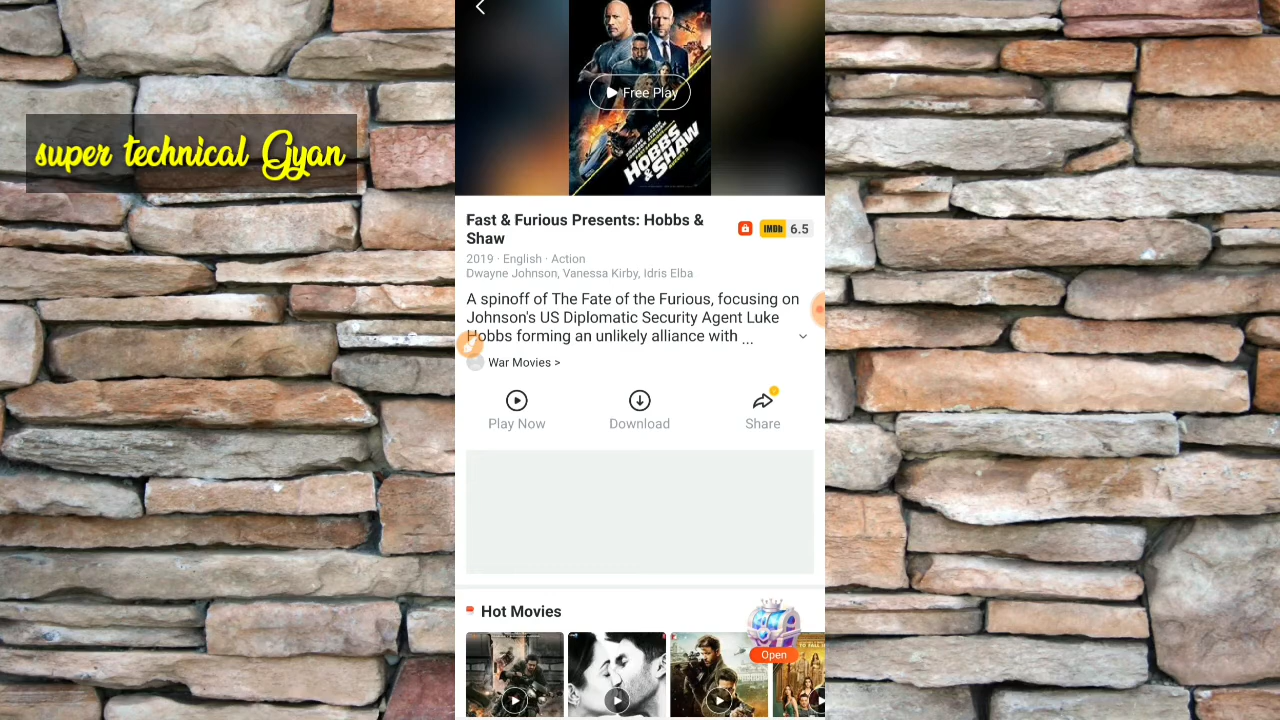 super technical Gyan
Free Play
HOBBS
& SHAW
Fast & Furious Presents: Hobbs &
Shaw
IMDb 6.5
2019 · English · Action
Dwayne Johnson, Vanessa Kirby, Idris Elba
A spinoff of The Fate of the Furious, focusing on
Johnson's US Diplomatic Security Agent Luke
Hobbs forming an unlikely alliance with ...
War Movies >
Play Now
Download
Share
Hot Movies
Open